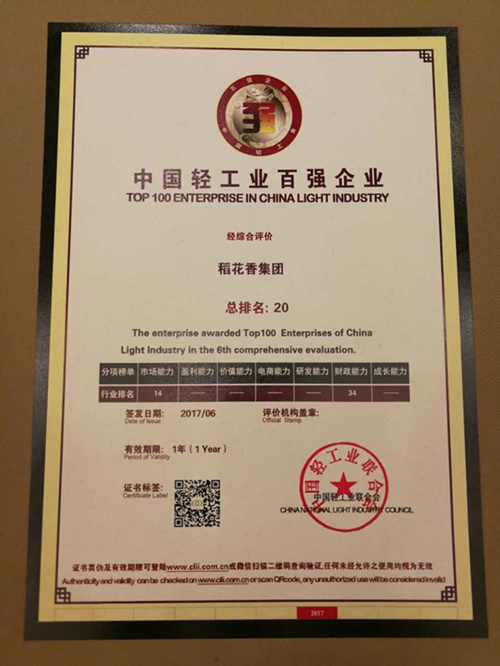 百强企业
强
中国轻工业
中国轻工业百强企业
TOP 100 ENTERPRISE IN CHINA LIGHT INDUSTRY
经综合评价
稻花香集团
总排名: 20
The enterprise awarded Top100 Enterprises of China
Light Industry in the 6th comprehensive evaluation.
分项榜单 市场能力 盈利能力 价值能力 电商能力 研发能力 财政能力 成长能力
行业排名 14 —— —— —— —— 34 ——
签发日期: 2017/06 评价机构盖章:
Date of Issue Official Stamp
有效期限: 1年（1 Year）
Period of Validity
证书标签:
Certificate Label
中国轻工业联合会
中国轻工业联合会
CHINA NATIONAL LIGHT INDUSTRY COUNCIL
证书真伪及有效期限可登陆www.clii.com.cn或微信扫描二维码查询验证,任何未经允许之使用均视为无效
Authenticity and validity can be checked on www.clii.com.cn or scan QRcode, any unauthorized use will be considered invalid
2017